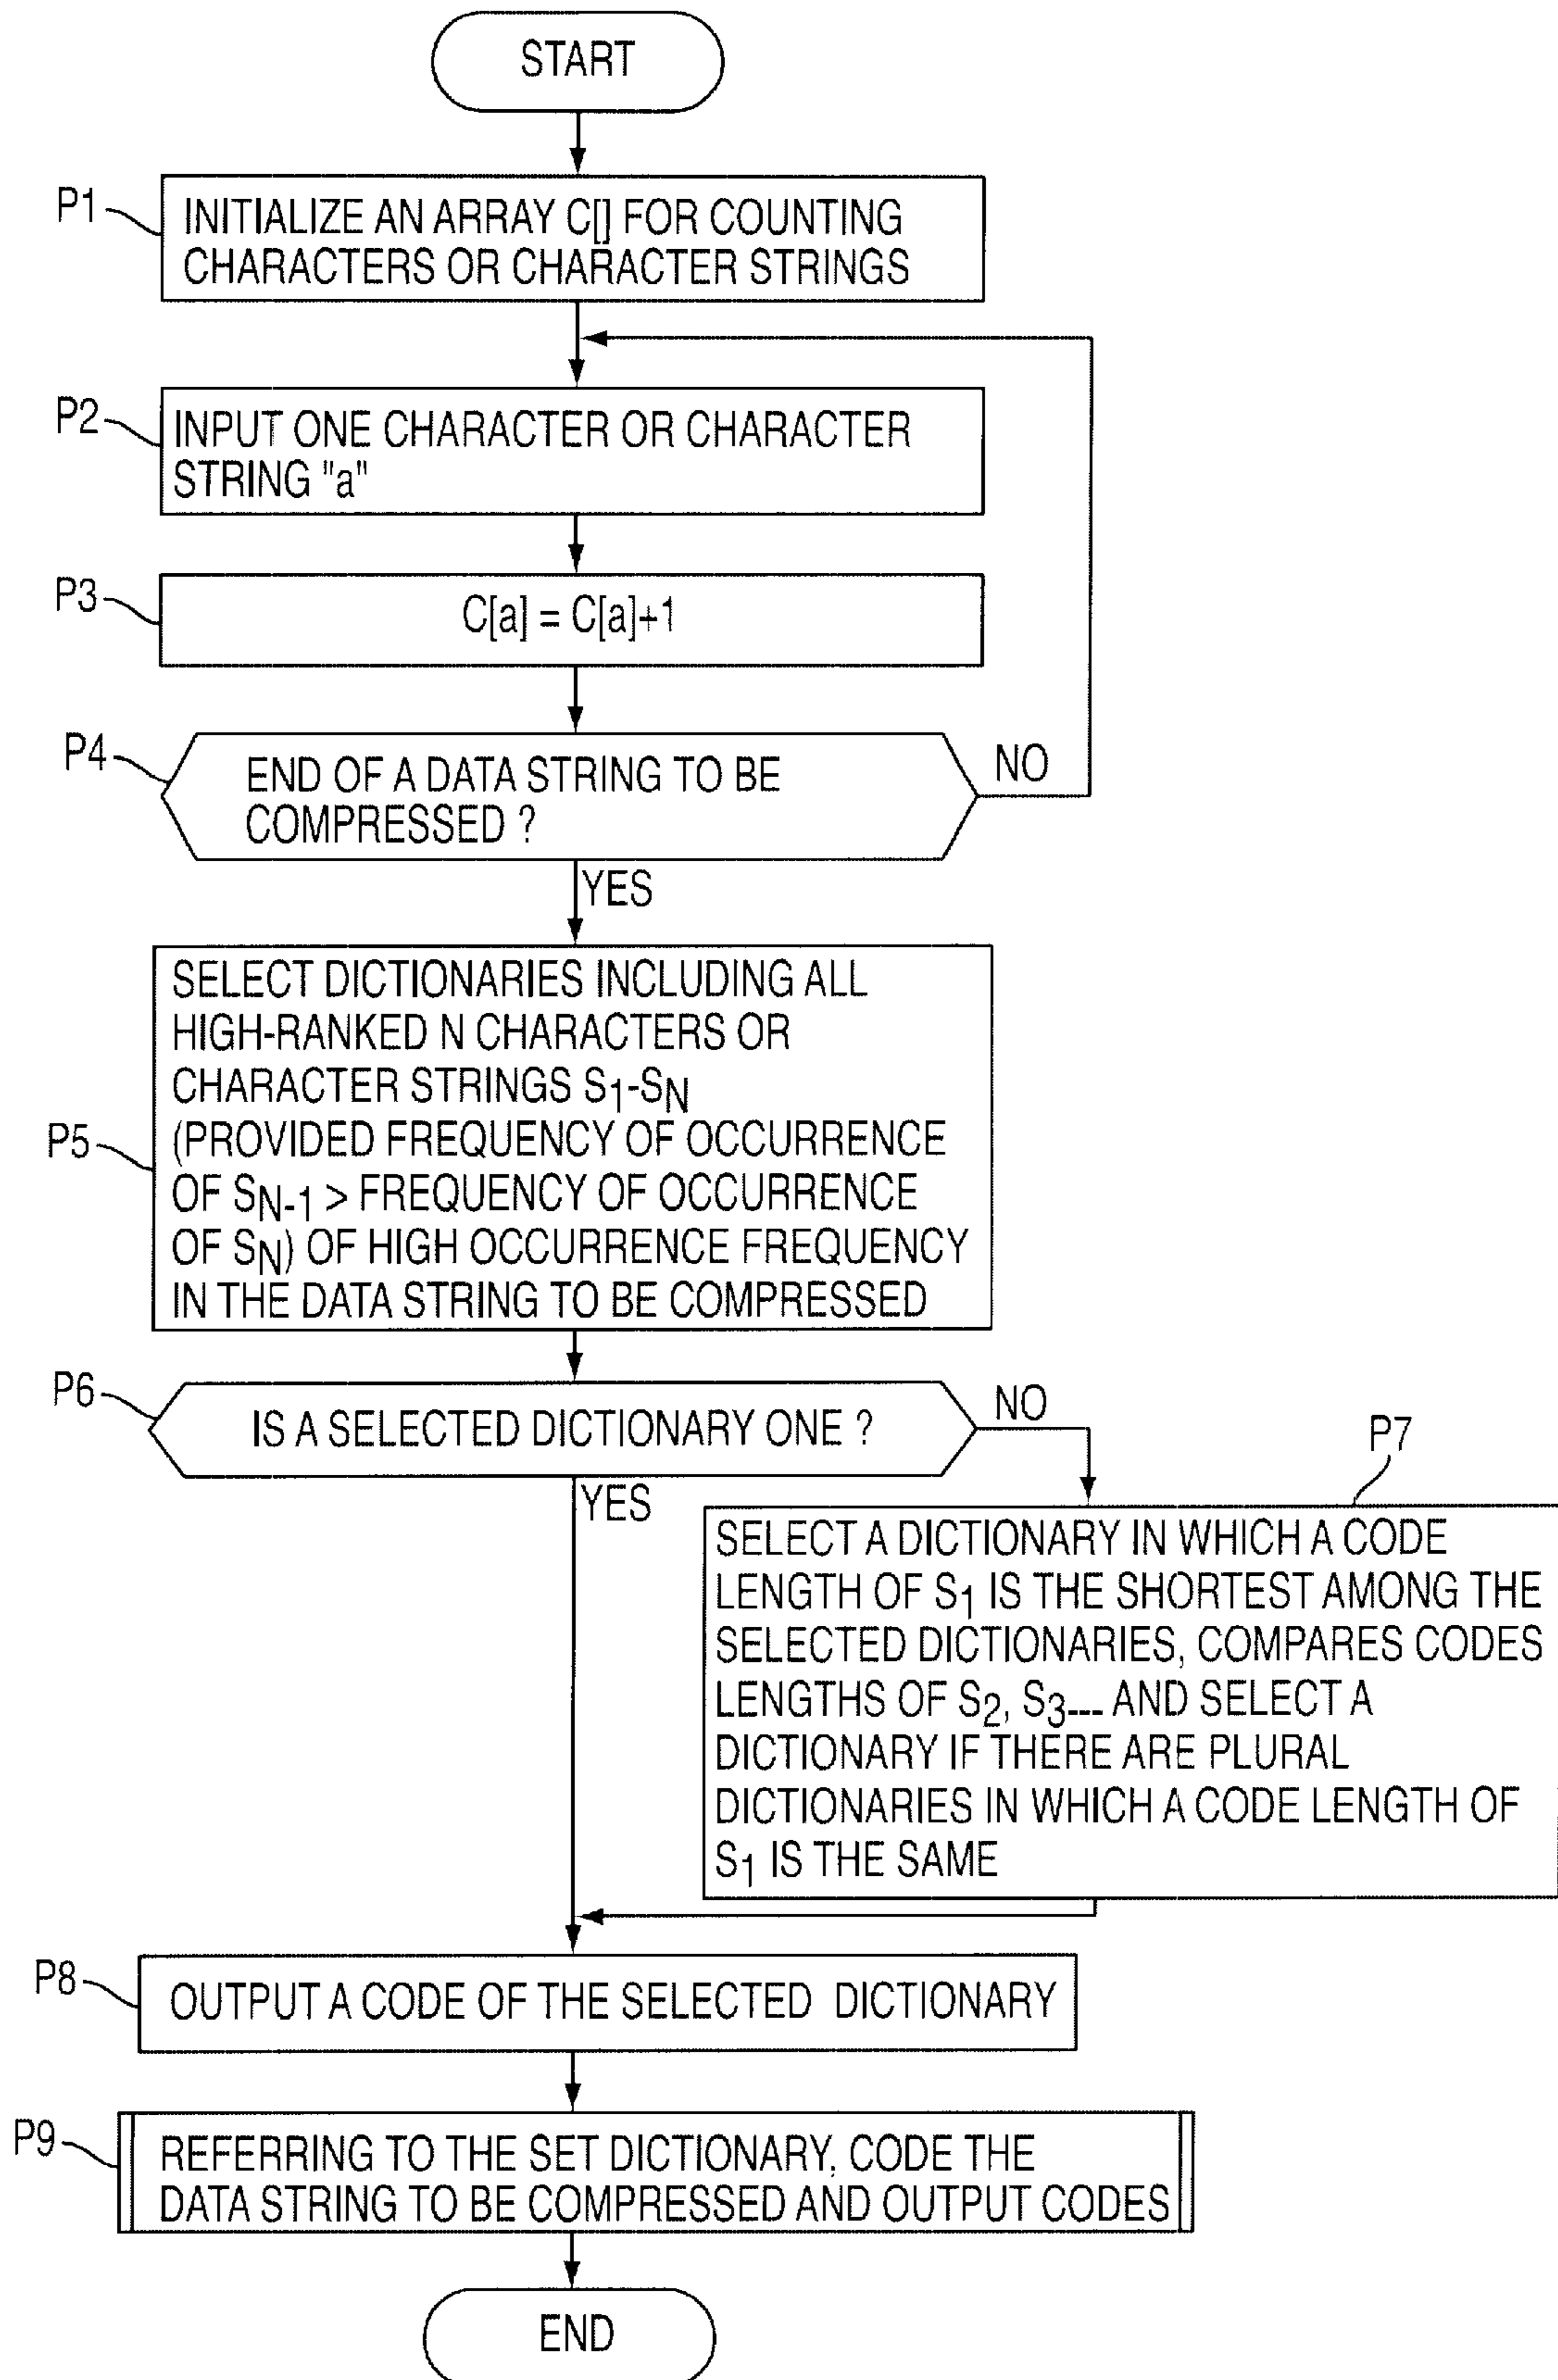 START
P1
INITIALIZE AN ARRAY C[] FOR COUNTING
CHARACTERS OR CHARACTER STRINGS
P2
INPUT ONE CHARACTER OR CHARACTER
STRING "a"
P3
C[a] = C[a]+1
P4
END OF A DATA STRING TO BE
COMPRESSED ?
NO
YES
P5
SELECT DICTIONARIES INCLUDING ALL
HIGH-RANKED N CHARACTERS OR
CHARACTER STRINGS S1-SN
(PROVIDED FREQUENCY OF OCCURRENCE
OF SN-1 > FREQUENCY OF OCCURRENCE
OF SN) OF HIGH OCCURRENCE FREQUENCY
IN THE DATA STRING TO BE COMPRESSED
P6
IS A SELECTED DICTIONARY ONE ?
NO
YES
P7
SELECT A DICTIONARY IN WHICH A CODE
LENGTH OF S1 IS THE SHORTEST AMONG THE
SELECTED DICTIONARIES, COMPARES CODES
LENGTHS OF S2, S3--- AND SELECT A
DICTIONARY IF THERE ARE PLURAL
DICTIONARIES IN WHICH A CODE LENGTH OF
S1 IS THE SAME
P8
OUTPUT A CODE OF THE SELECTED DICTIONARY
P9
REFERRING TO THE SET DICTIONARY, CODE THE
DATA STRING TO BE COMPRESSED AND OUTPUT CODES
END